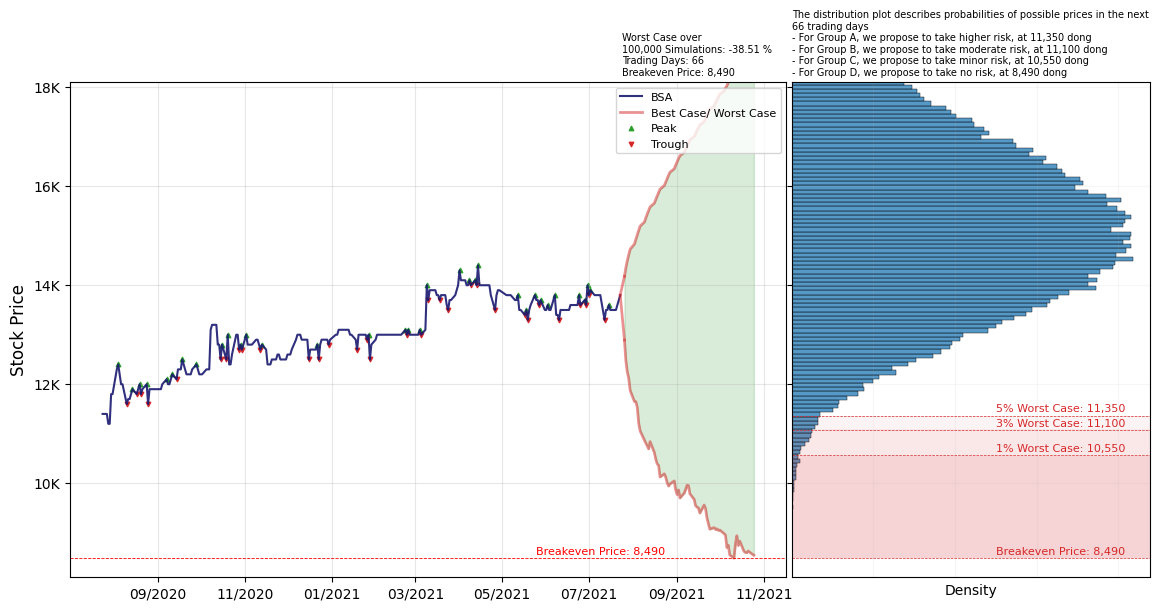 The distribution plot describes probabilities of possible prices in the next
66 trading days
- For Group A, we propose to take higher risk, at 11,350 dong
- For Group B, we propose to take moderate risk, at 11,100 dong
- For Group C, we propose to take minor risk, at 10,550 dong
- For Group D, we propose to take no risk, at 8,490 dong
Worst Case over
100,000 Simulations: -38.51 %
Trading Days: 66
Breakeven Price: 8,490
BSA
Best Case/ Worst Case
Peak
Trough
18K
16K
14K
12K
10K
Stock Price
Breakeven Price: 8,490
09/2020
11/2020
01/2021
03/2021
05/2021
07/2021
09/2021
11/2021
5% Worst Case: 11,350
3% Worst Case: 11,100
1% Worst Case: 10,550
Breakeven Price: 8,490
Density